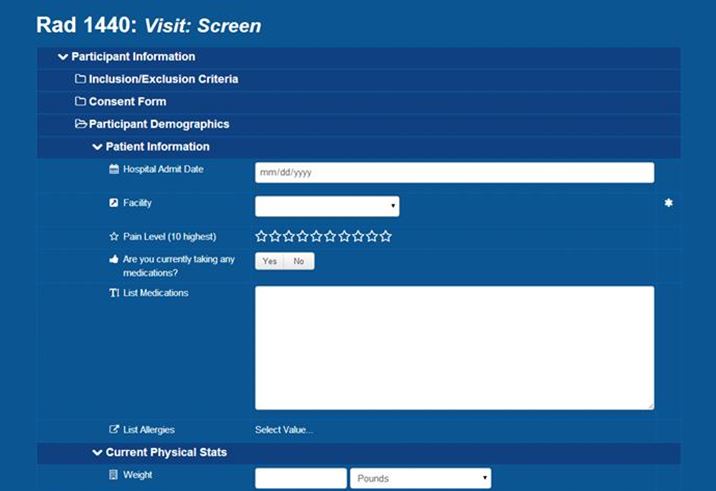 Rad 1440: Visit: Screen
Participant Information
Inclusion/Exclusion Criteria
Consent Form
Participant Demographics
Patient Information
Hospital Admit Date
mm/dd/yyyy
Facility
Pain Level (10 highest)
Are you currently taking any
medications?
Yes No
List Medications
List Allergies
Select Value...
Current Physical Stats
Weight
Pounds